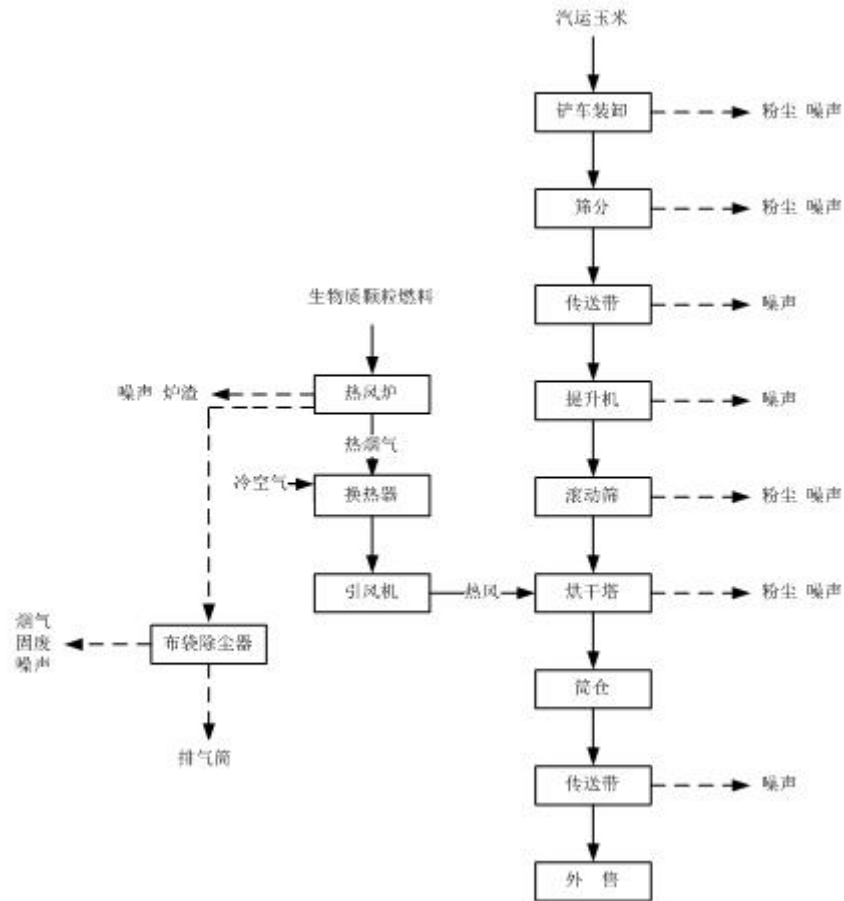 汽运玉米
铲车装卸
粉尘 噪声
筛分
粉尘 噪声
生物质颗粒燃料
传送带
噪声
噪声 炉渣
热风炉
提升机
噪声
热烟气
冷空气
换热器
滚动筛
粉尘 噪声
引风机
热风
烘干塔
粉尘 噪声
烟气
固废
噪声
布袋除尘器
筒仓
排气筒
传送带
噪声
外 售